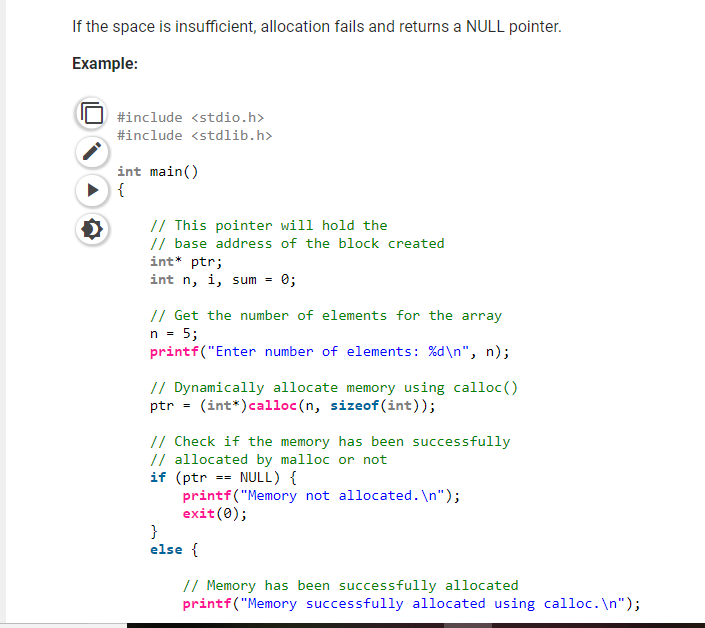 If the space is insufficient, allocation fails and returns a NULL pointer.
Example:
#include <stdio.h>
#include <stdlib.h>
int main()
{
// This pointer will hold the
// base address of the block created
int* ptr;
int n, i, sum = 0;
// Get the number of elements for the array
n = 5;
printf("Enter number of elements: %d\n", n);
// Dynamically allocate memory using calloc()
ptr = (int*)calloc(n, sizeof(int));
// Check if the memory has been successfully
// allocated by malloc or not
if (ptr == NULL) {
printf("Memory not allocated.\n");
exit(0);
}
else {
// Memory has been successfully allocated
printf("Memory successfully allocated using calloc.\n");